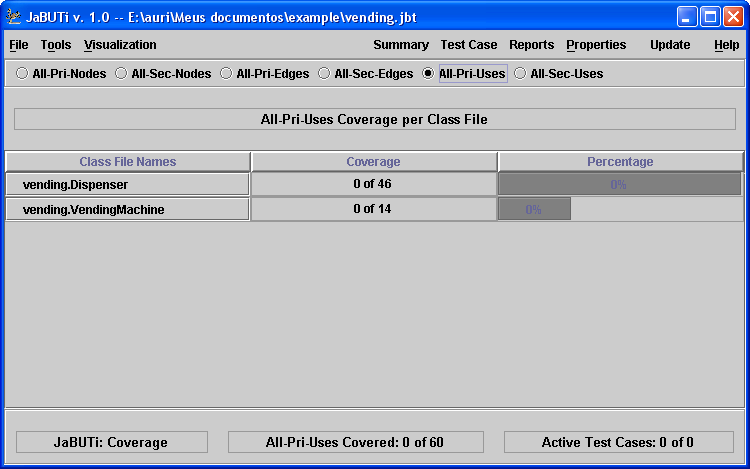 JaBUTi v. 1.0 -- E:\auri\Meus documentos\example\vending.jbt
File Tools Visualization Summary Test Case Reports Properties Update Help
All-Pri-Nodes All-Sec-Nodes All-Pri-Edges All-Sec-Edges All-Pri-Uses All-Sec-Uses
All-Pri-Uses Coverage per Class File
Class File Names Coverage Percentage
vending.Dispenser 0 of 46 0%
vending.VendingMachine 0 of 14 0%
JaBUTi: Coverage All-Pri-Uses Covered: 0 of 60 Active Test Cases: 0 of 0